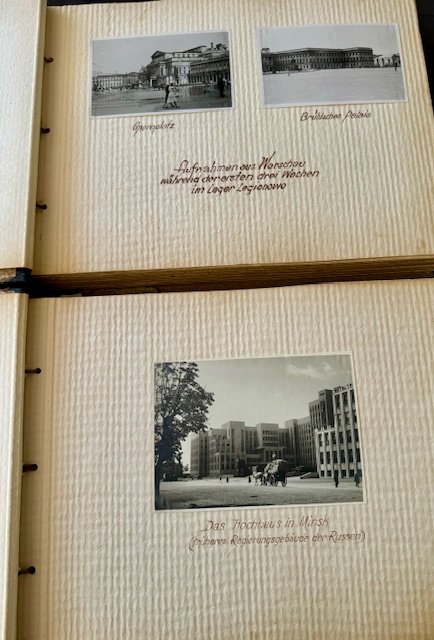 Opernplatz
Brühlsches Palais
Aufnahmen aus Warschau
während der ersten drei Wochen
im Lager Legionowo
Das Hochhaus in Minsk
(früheres Regierungsgebäude der Russen)